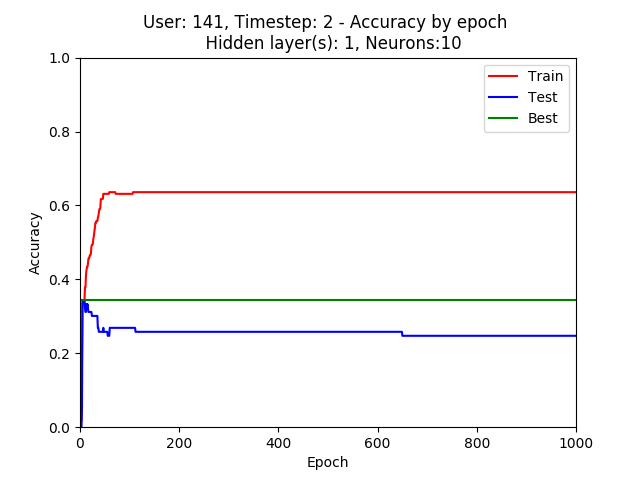 User: 141, Timestep: 2 - Accuracy by epoch
Hidden layer(s): 1, Neurons:10
1.0
0.8
0.6
0.4
0.2
0.0
Accuracy
Train
Test
Best
0 200 400 600 800 1000
Epoch